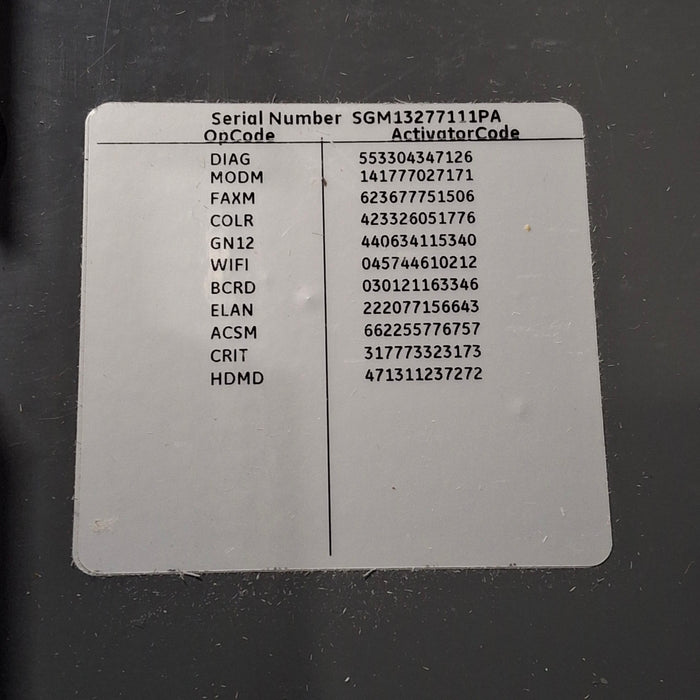 Serial Number SGM13277111PA
OpCode ActivatorCode
DIAG 553304347126
MODM 141777027171
FAXM 623677751506
COLR 423326051776
GN12 440634115340
WIFI 045744610212
BCRD 030121163346
ELAN 222077156643
ACSM 662255776757
CRIT 317773323173
HDMD 471311237272